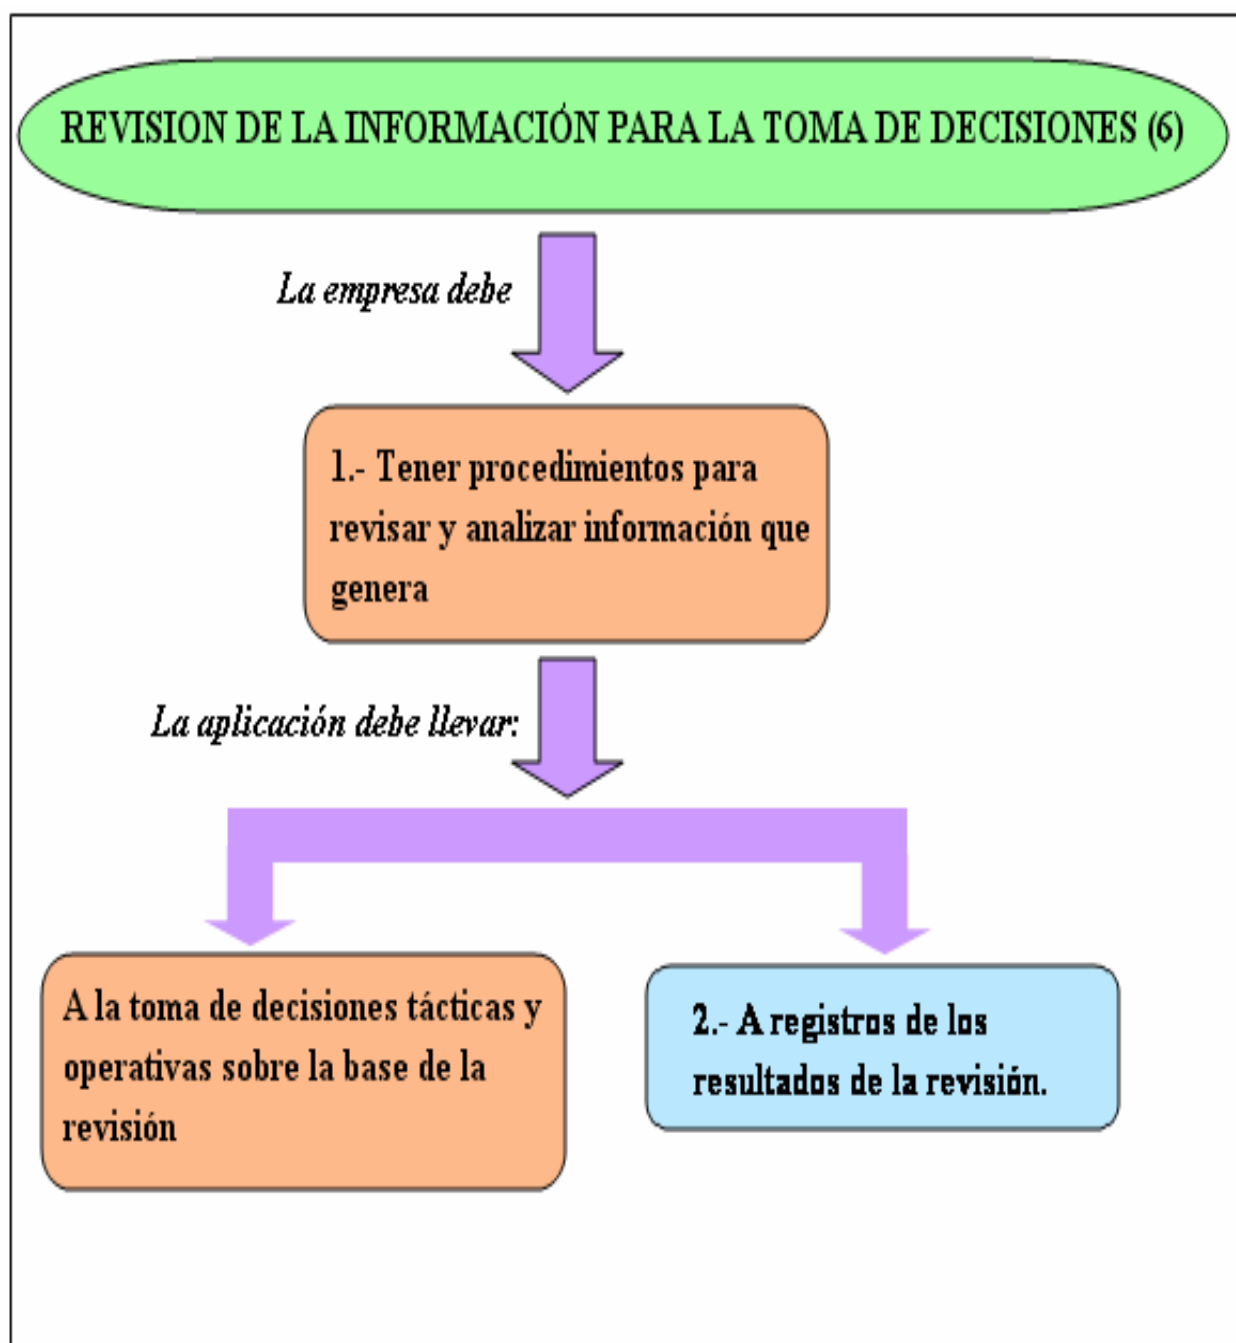 REVISION DE LA INFORMACIÓN PARA LA TOMA DE DECISIONES (6)
La empresa debe
1.- Tener procedimientos para
revisar y analizar información que
genera
La aplicación debe llevar:
A la toma de decisiones tácticas y
operativas sobre la base de la
revisión
2.- A registros de los
resultados de la revisión.